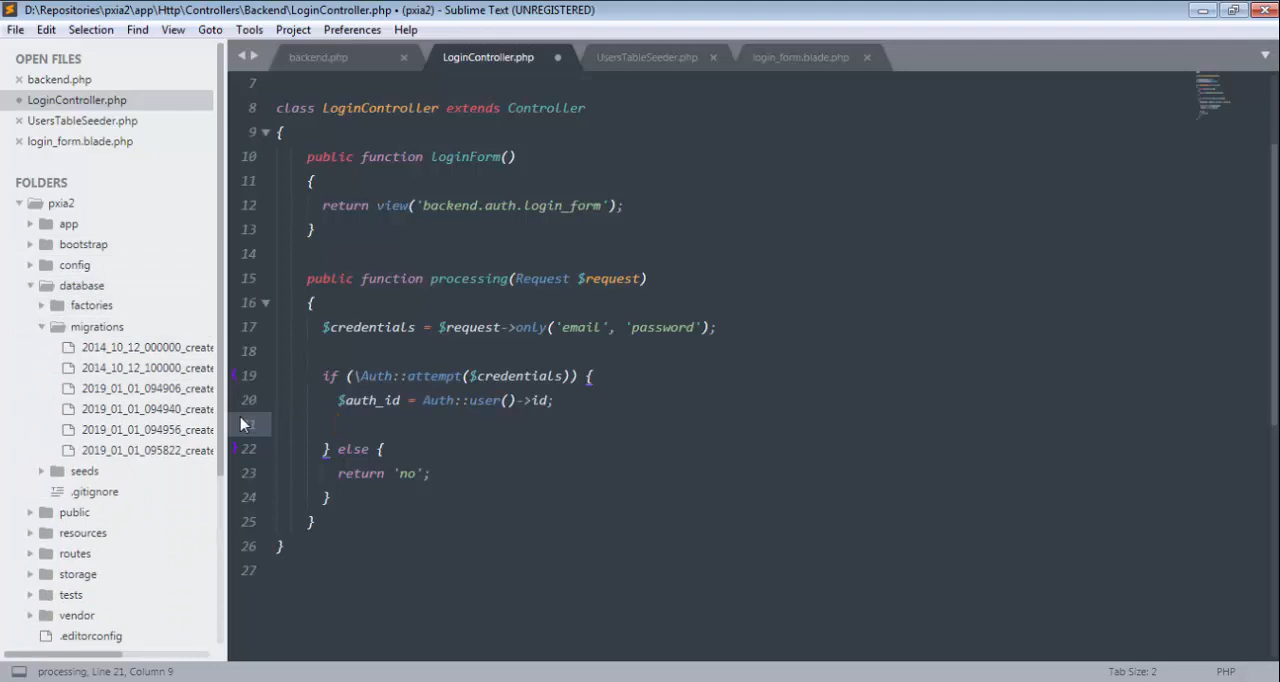 D:\Repositories\pxia2\app\Http\Controllers\Backend\LoginController.php • (pxia2) - Sublime Text (UNREGISTERED)
File Edit Selection Find View Goto Tools Project Preferences Help
OPEN FILES
backend.php
LoginController.php
UsersTableSeeder.php
login_form.blade.php
FOLDERS
pxia2
app
bootstrap
config
database
factories
migrations
2014_10_12_000000_create
2014_10_12_100000_create
2019_01_01_094906_create
2019_01_01_094940_create
2019_01_01_094956_create
2019_01_01_095822_create
seeds
.gitignore
public
resources
routes
storage
tests
vendor
.editorconfig
backend.php LoginController.php UsersTableSeeder.php login_form.blade.php
7
8 class LoginController extends Controller
9 {
10 public function loginForm()
11 {
12 return view('backend.auth.login_form');
13 }
14
15 public function processing(Request $request)
16 {
17 $credentials = $request->only('email', 'password');
18
19 if (\Auth::attempt($credentials)) {
20 $auth_id = Auth::user()->id;
22 } else {
23 return 'no';
24 }
25 }
26 }
27
processing, Line 21, Column 9 Tab Size: 2 PHP